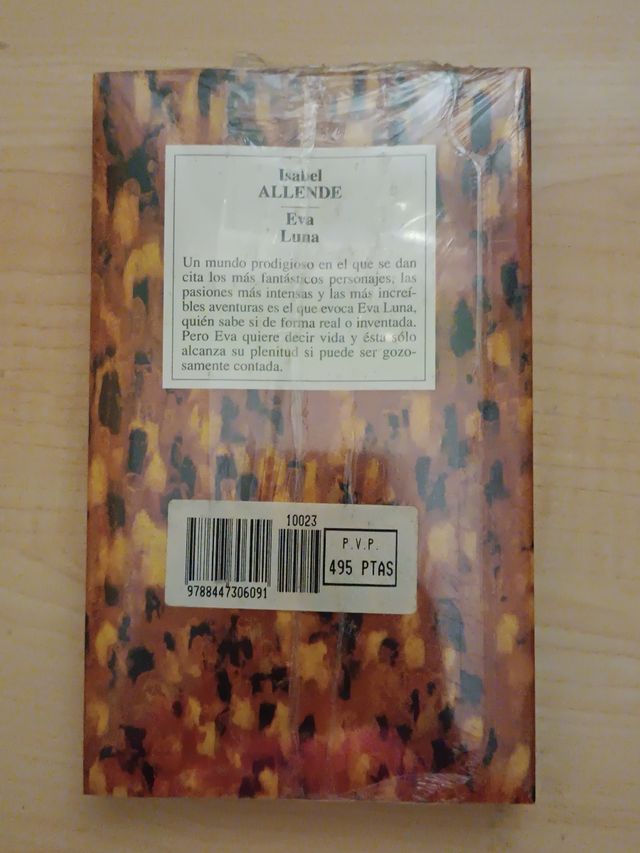 Isabel
ALLENDE
Eva
Luna
Un mundo prodigioso en el que se dan
cita los más fantásticos personajes, las
pasiones más intensas y las más increí-
bles aventuras es el que evoca Eva Luna,
quién sabe si de forma real o inventada.
Pero Eva quiere decir vida y ésta sólo
alcanza su plenitud si puede ser gozo-
samente contada.
10023
P.V.P.
495 PTAS
9788447306091